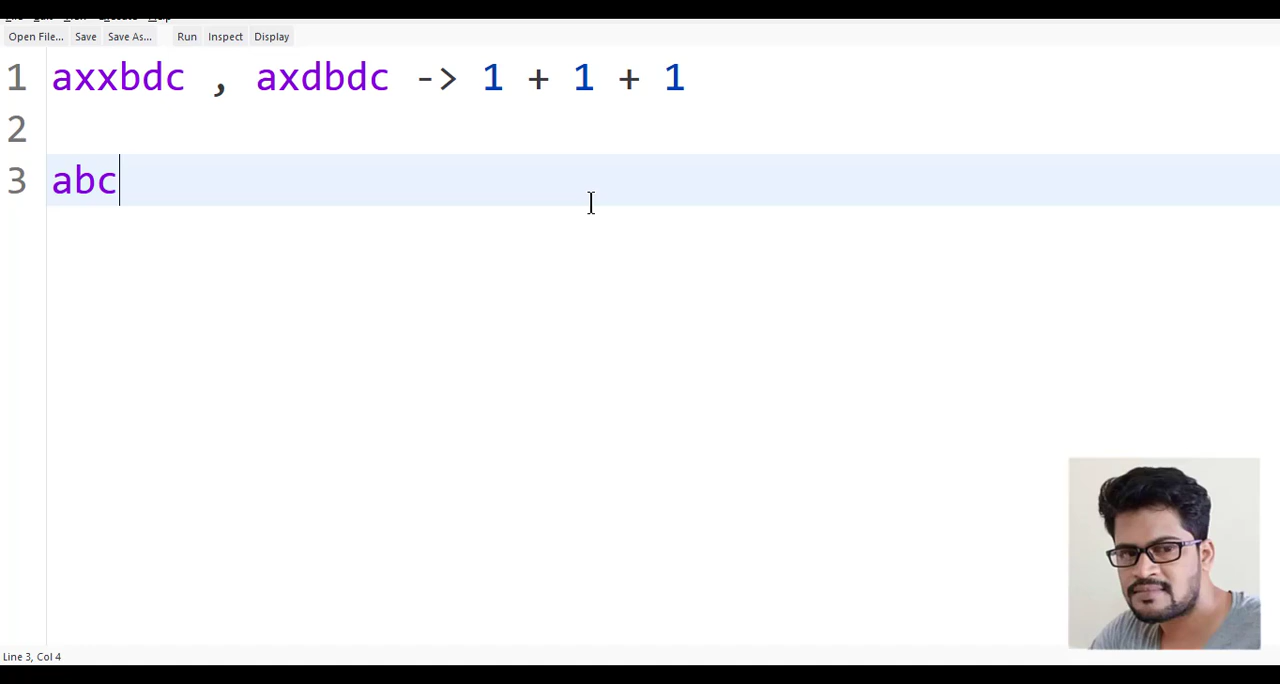 Open File... Save Save As... Run Inspect Display
1 axxbdc , axdbdc -> 1 + 1 + 1
2
3 abc
Line 3, Col 4